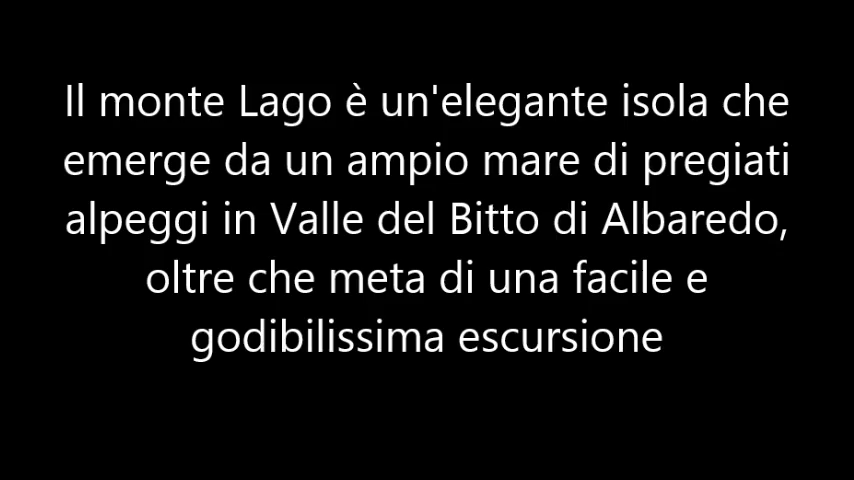 Il monte Lago è un'elegante isola che
emerge da un ampio mare di pregiati
alpeggi in Valle del Bitto di Albaredo,
oltre che meta di una facile e
godibilissima escursione